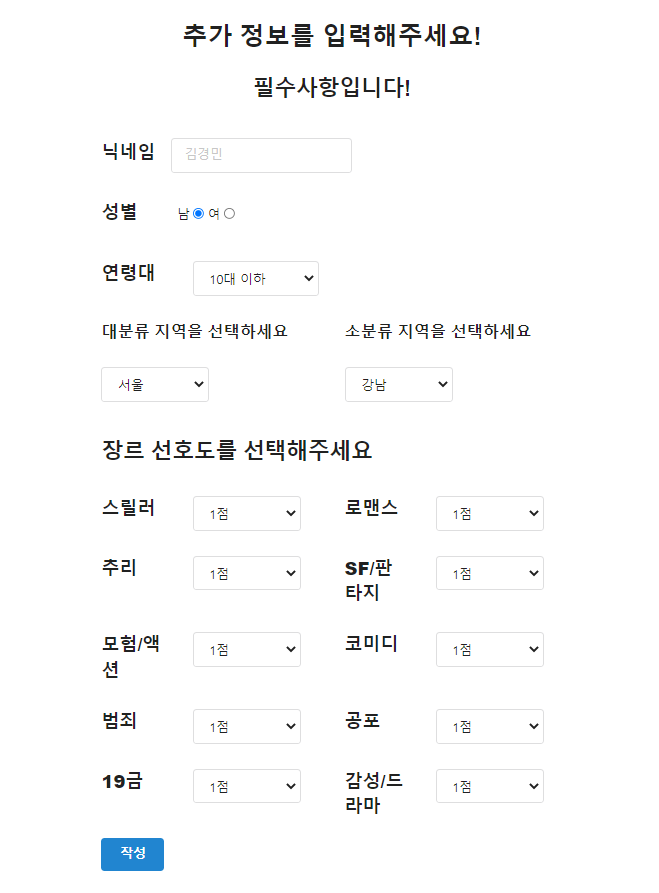 추가 정보를 입력해주세요!
필수사항입니다!
닉네임 김경민
성별 남 여
연령대 10대 이하
대분류 지역을 선택하세요 소분류 지역을 선택하세요
서울 강남
장르 선호도를 선택해주세요
스릴러 1점 로맨스 1점
추리 1점 SF/판
타지 1점
모험/액
션 1점 코미디 1점
범죄 1점 공포 1점
19금 1점 감성/드
라마 1점
작성